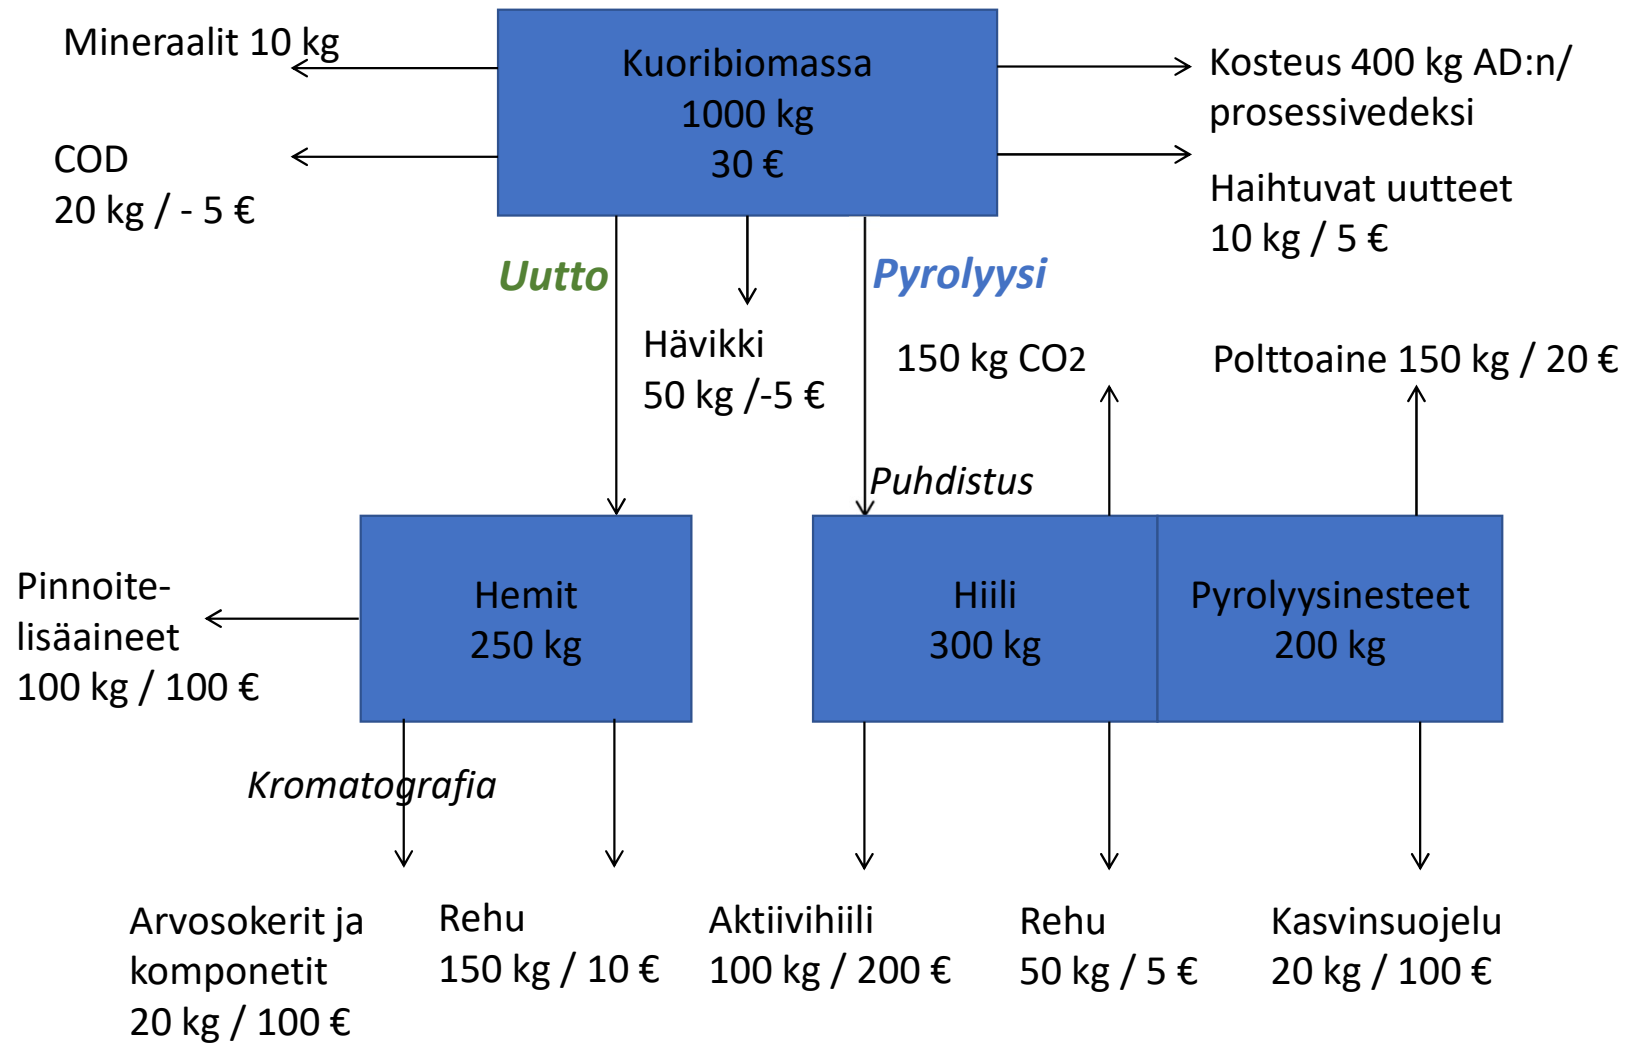 Mineraalit 10 kg
Kuoribiomassa
1000 kg
30 €
Kosteus 400 kg AD:n/
prosessivedeksi
COD
20 kg / - 5 €
Haihtuvat uutteet
10 kg / 5 €
Uutto
Pyrolyysi
Hävikki
50 kg /-5 €
150 kg CO2
Polttoaine 150 kg / 20 €
Puhdistus
Pinnoite-
lisäaineet
100 kg / 100 €
Hemit
250 kg
Hiili
300 kg
Pyrolyysinesteet
200 kg
Kromatografia
Arvosokerit ja
komponetit
20 kg / 100 €
Rehu
150 kg / 10 €
Aktiivihiili
100 kg / 200 €
Rehu
50 kg / 5 €
Kasvinsuojelu
20 kg / 100 €